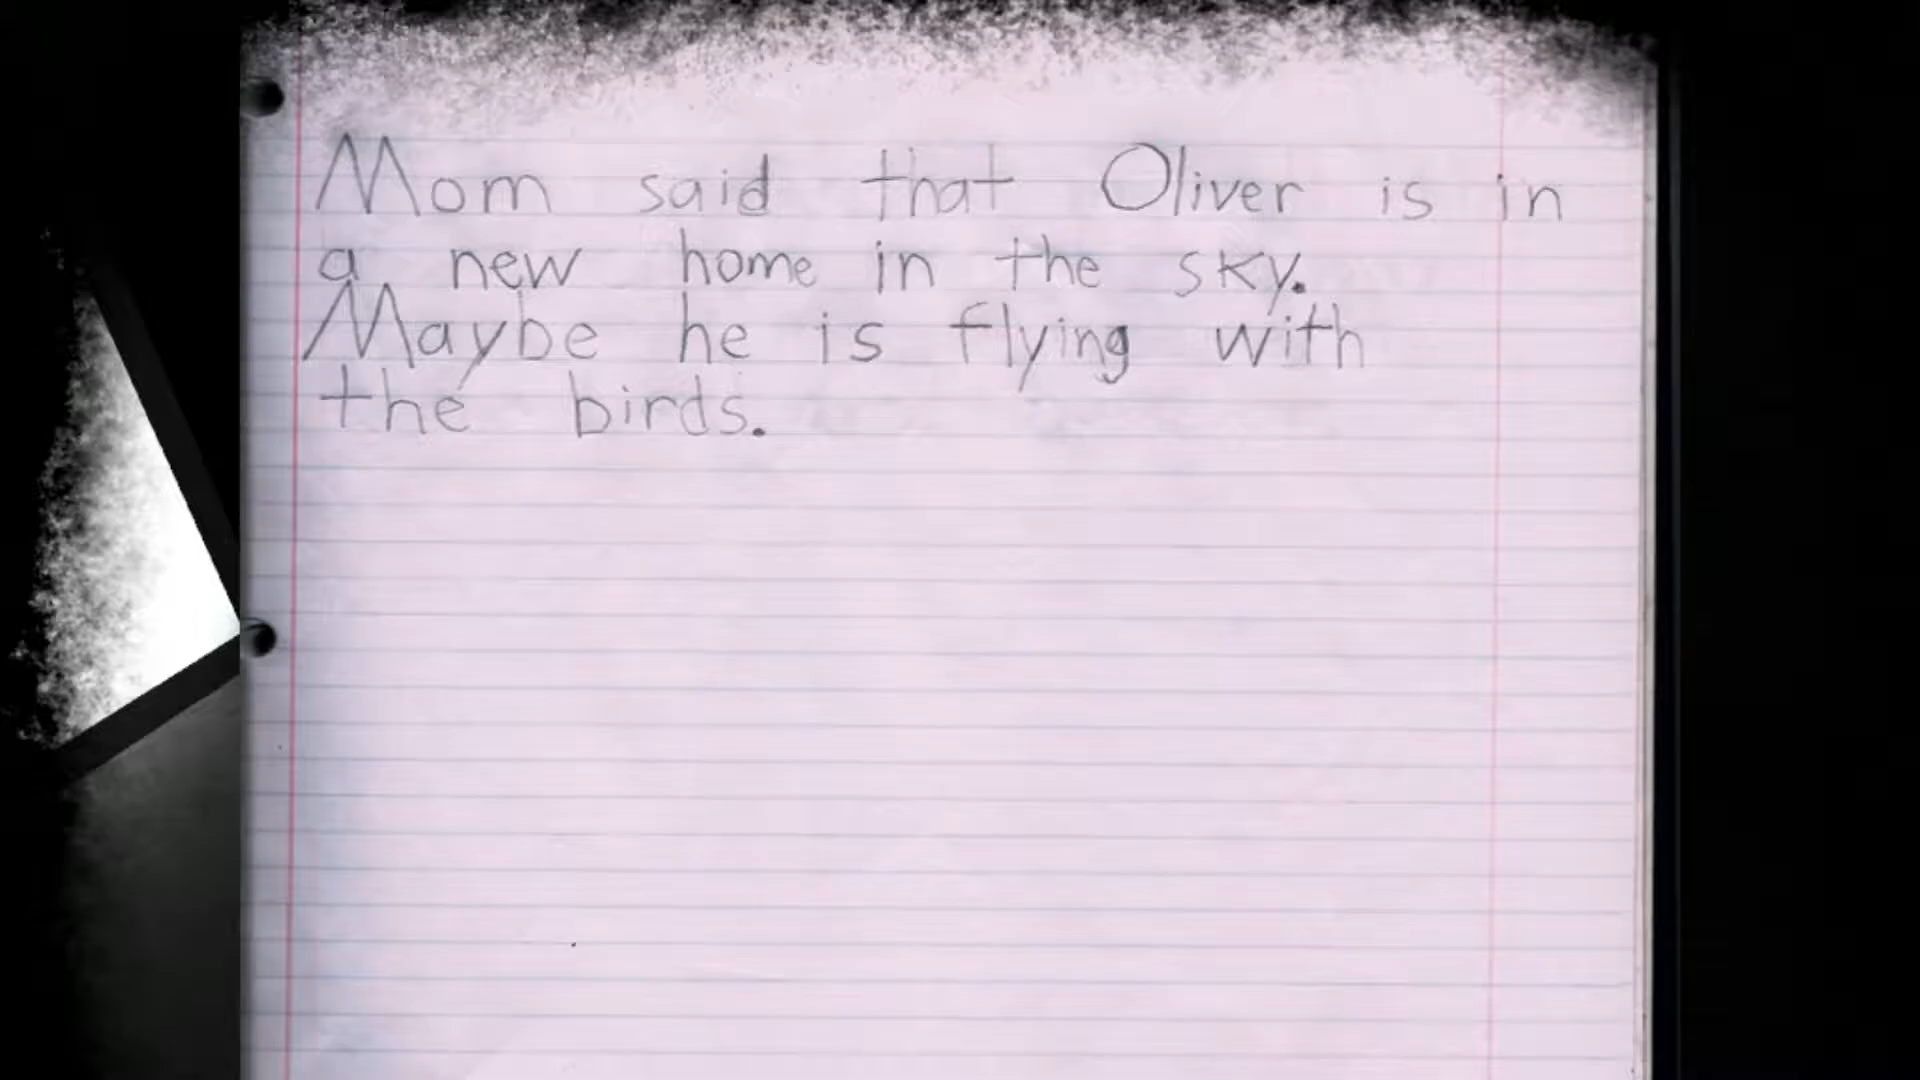 Mom said that Oliver is in
a new home in the sky.
Maybe he is flying with
the birds.